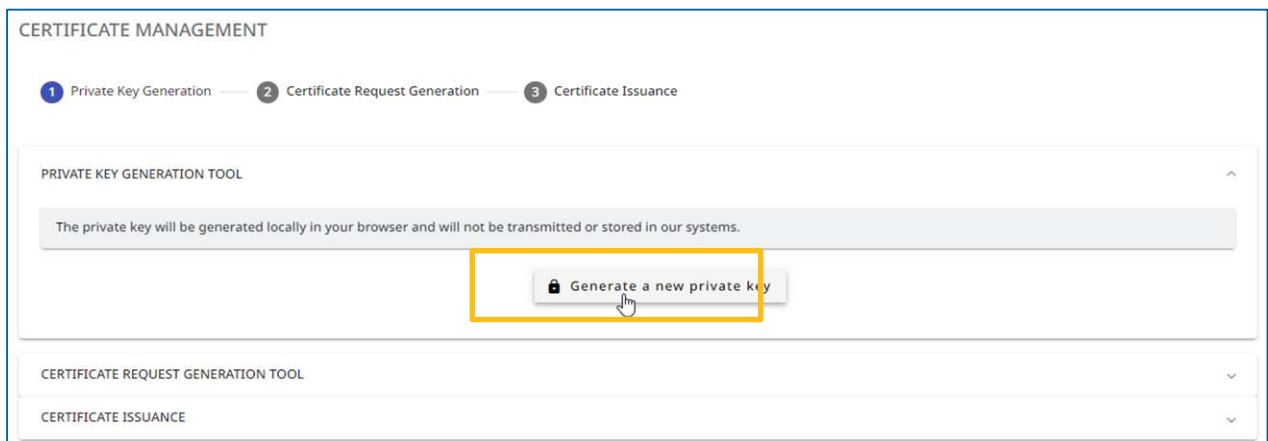 CERTIFICATE MANAGEMENT
1 Private Key Generation 2 Certificate Request Generation 3 Certificate Issuance
PRIVATE KEY GENERATION TOOL
The private key will be generated locally in your browser and will not be transmitted or stored in our systems.
Generate a new private key
CERTIFICATE REQUEST GENERATION TOOL
CERTIFICATE ISSUANCE